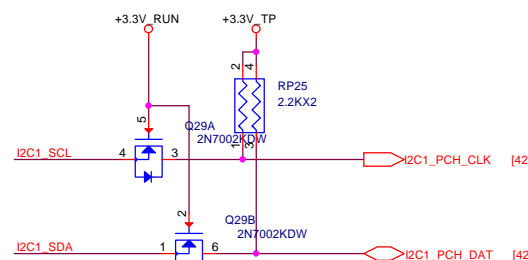 +3.3V_RUN
+3.3V_TP
2
4
RP25
2.2KX2
5
Q29A
2N7002KDW
1
3
I2C1_SCL
4
3
I2C1_PCH_CLK
[42
2
Q29B
2N7002KDW
I2C1_SDA
1
6
I2C1_PCH_DAT
[42